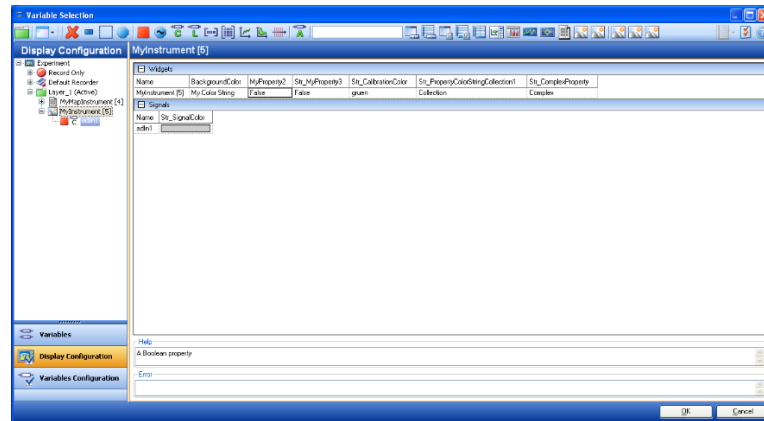 Variable Selection
Display Configuration
MyInstrument [5]
Experiment
Record Only
Default Recorder
Layer_1 (Active)
MyMapInstrument [4]
MyInstrument [5]
Widgets
Name BackgroundColor MyProperty2 Str_MyProperty3 Str_CalibrationColor Str_PropertyColorStringCollection1 Str_ComplexProperty
MyInstrument [5] My Color String False False gruen Collection Complex
Signals
Name Str_SignalColor
adIn1
Variables
Display Configuration
Variables Configuration
Help
A Boolean property
Error
OK Cancel